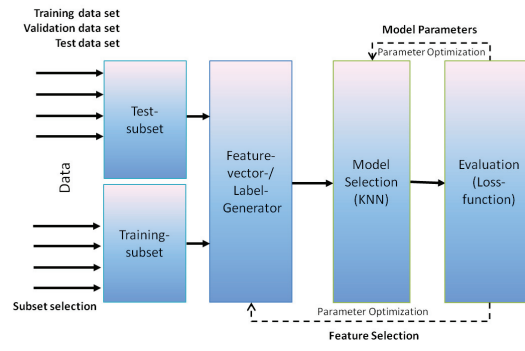 Training data set
Validation data set
Test data set
Model Parameters
Parameter Optimization
Test-
subset
Feature-
vector-/
Label-
Generator
Model
Selection
(KNN)
Evaluation
(Loss-
function)
Data
Training-
subset
Subset selection
Parameter Optimization
Feature Selection